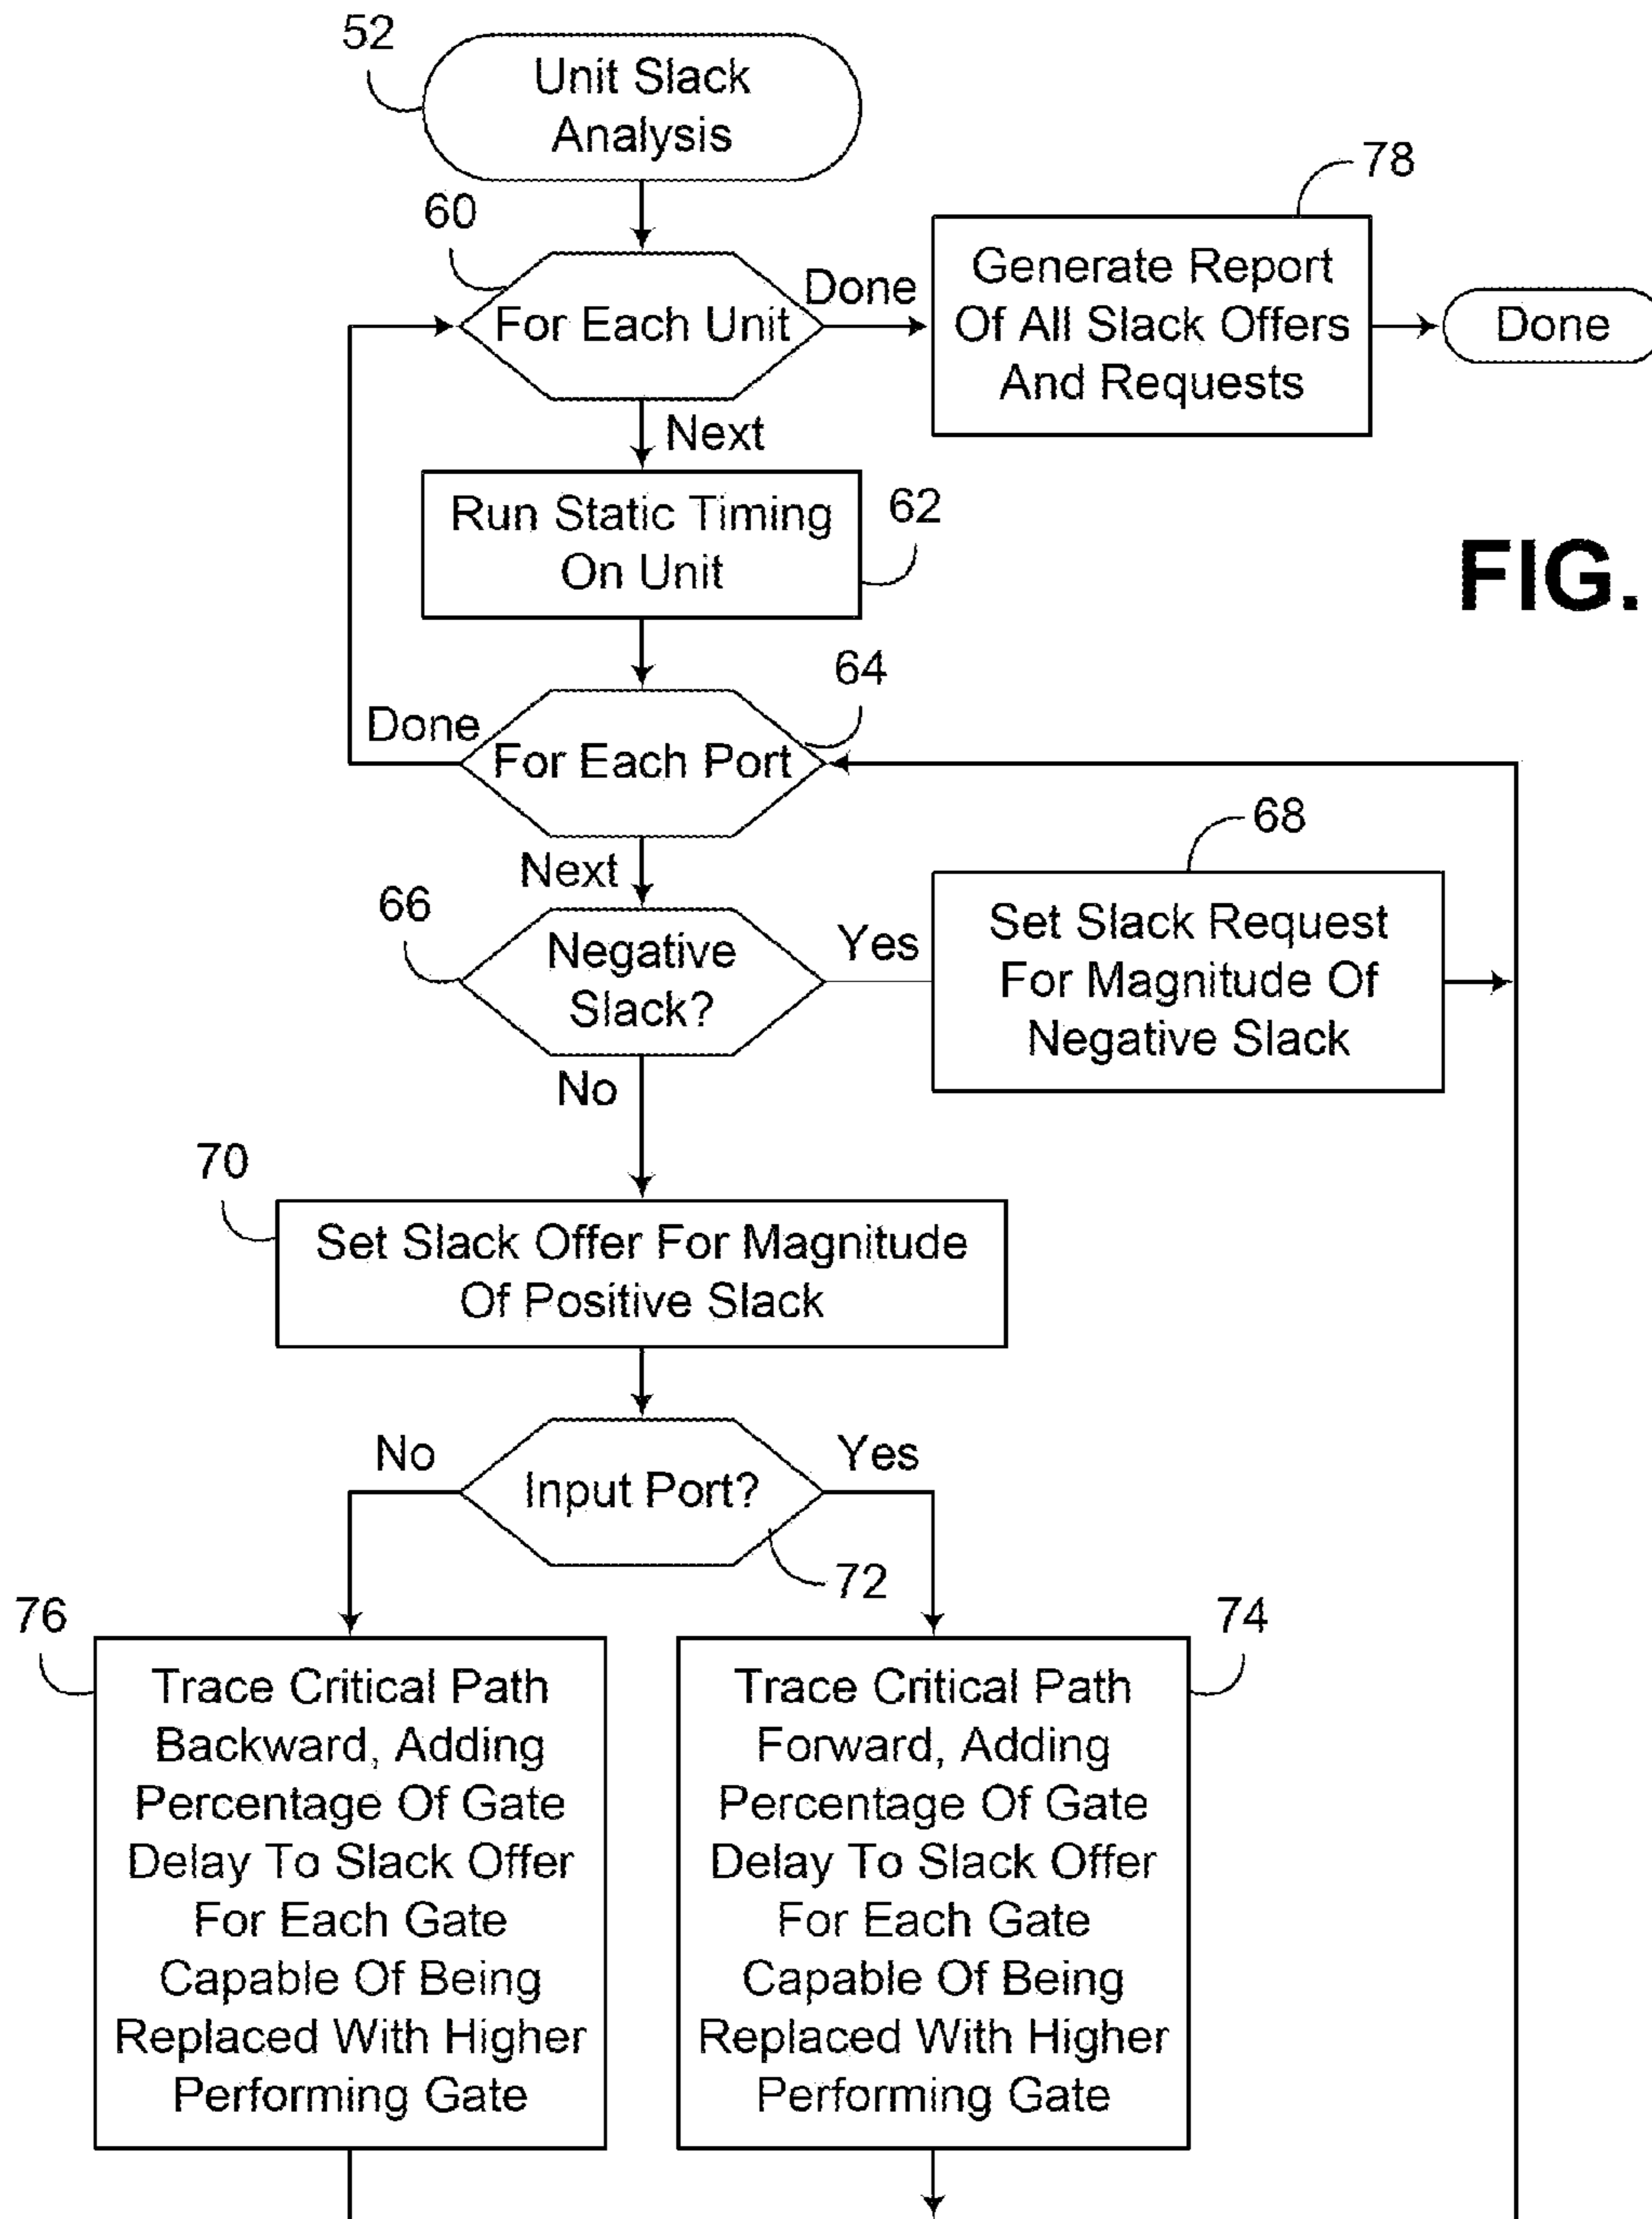 52
Unit Slack
Analysis
78
60
Generate Report
Of All Slack Offers
And Requests
Done
For Each Unit
Done
Next
Run Static Timing
On Unit
62
FIG.
64
Done
For Each Port
68
Next
66
Negative
Slack?
Yes
Set Slack Request
For Magnitude Of
Negative Slack
No
70
Set Slack Offer For Magnitude
Of Positive Slack
No
Input Port?
Yes
72
76
Trace Critical Path
Backward, Adding
Percentage Of Gate
Delay To Slack Offer
For Each Gate
Capable Of Being
Replaced With Higher
Performing Gate
74
Trace Critical Path
Forward, Adding
Percentage Of Gate
Delay To Slack Offer
For Each Gate
Capable Of Being
Replaced With Higher
Performing Gate